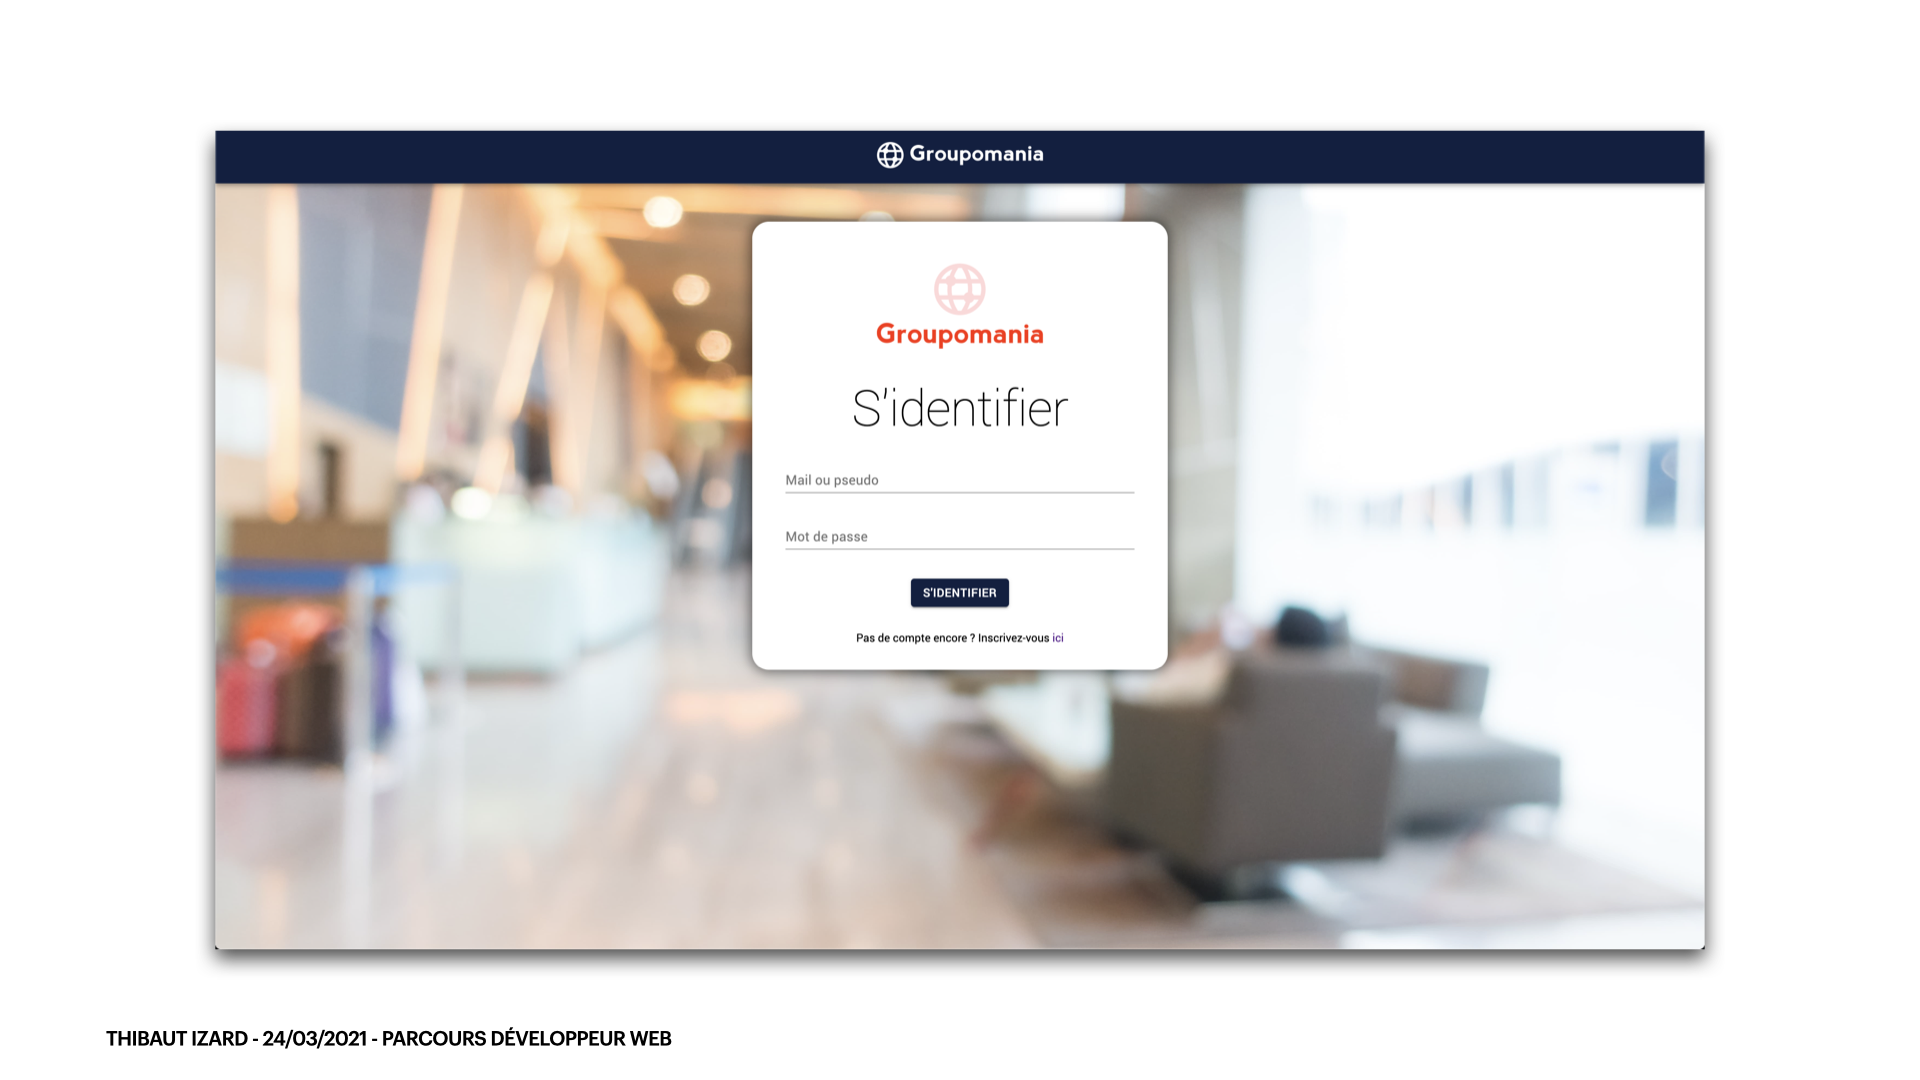 Groupomania
Groupomania
S'identifier
Mail ou pseudo
Mot de passe
S'IDENTIFIER
Pas de compte encore ? Inscrivez-vous ici
THIBAUT IZARD - 24/03/2021 - PARCOURS DÉVELOPPEUR WEB